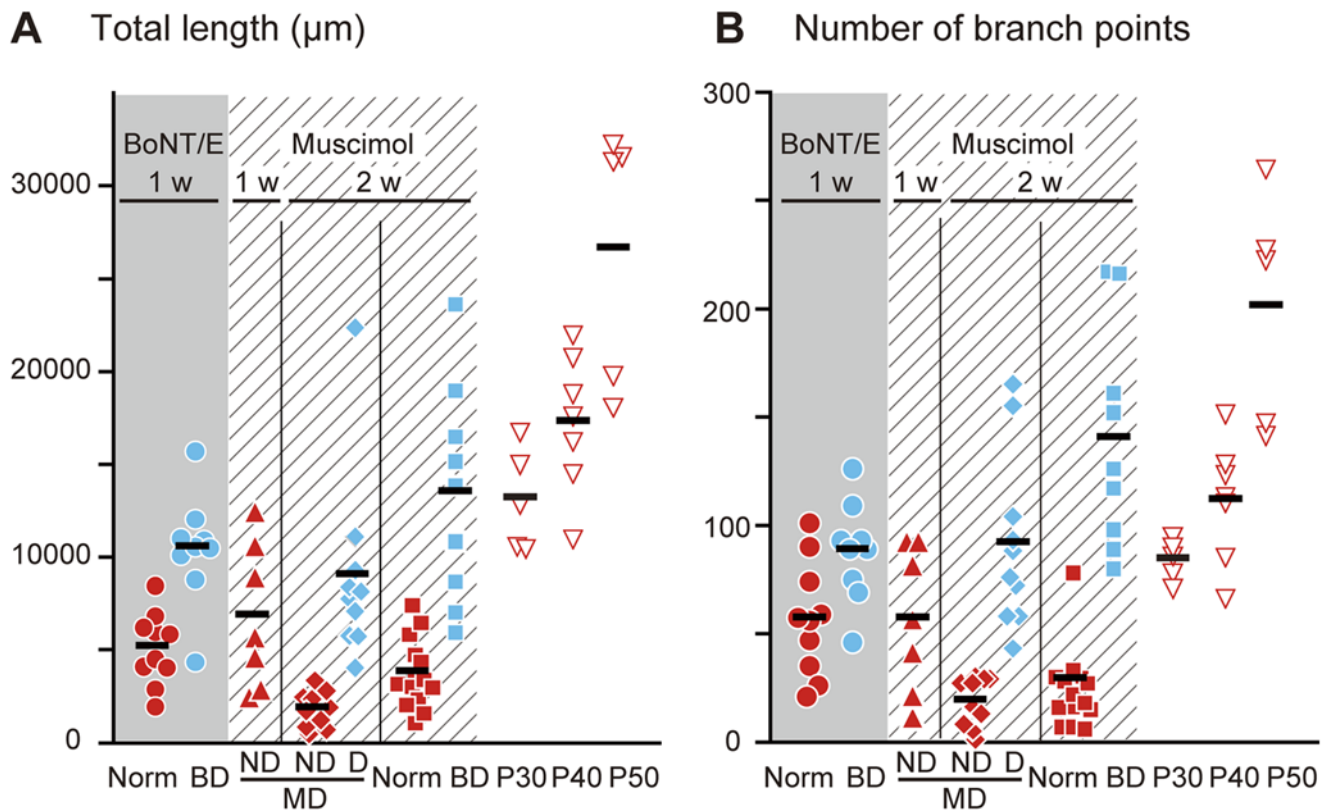 A Total length (µm)
BoNT/E
1 w
Muscimol
1 w 2 w
30000
20000
10000
0
Norm BD ND ND D Norm BD P30 P40 P50
MD
B Number of branch points
BoNT/E
1 w
Muscimol
1 w 2 w
300
200
100
0
Norm BD ND ND D Norm BD P30 P40 P50
MD